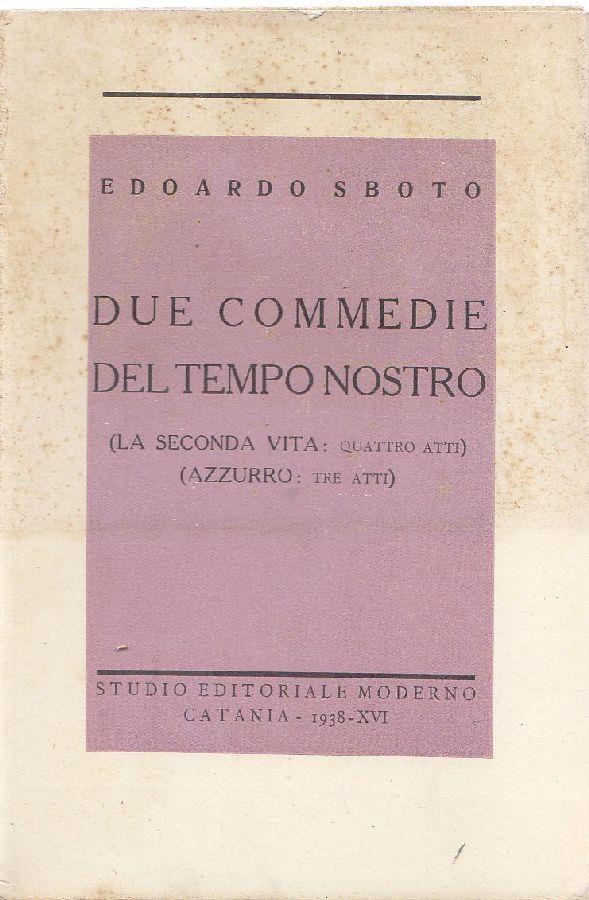 EDOARDO SBOTO
DUE COMMEDIE
DEL TEMPO NOSTRO
(LA SECONDA VITA: QUATTRO ATTI)
(AZZURRO: TRE ATTI)
STUDIO EDITORIALE MODERNO
CATANIA - 1938-XVI